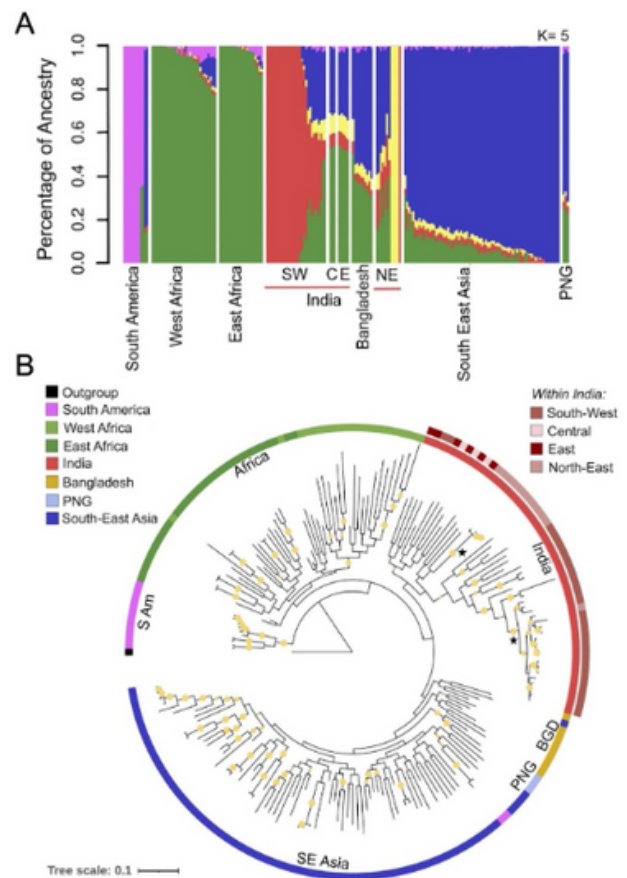 A
K= 5
Percentage of Ancestry
1.0
0.8
0.6
0.4
0.2
0.0
South America
West Africa
East Africa
SW
C E
India
Bangladesh
NE
South East Asia
PNG
B
Outgroup
South America
West Africa
East Africa
India
Bangladesh
PNG
South-East Asia
Within India:
South-West
Central
East
North-East
Africa
India
S Am
BGD
PNG
SE Asia
Tree scale: 0.1